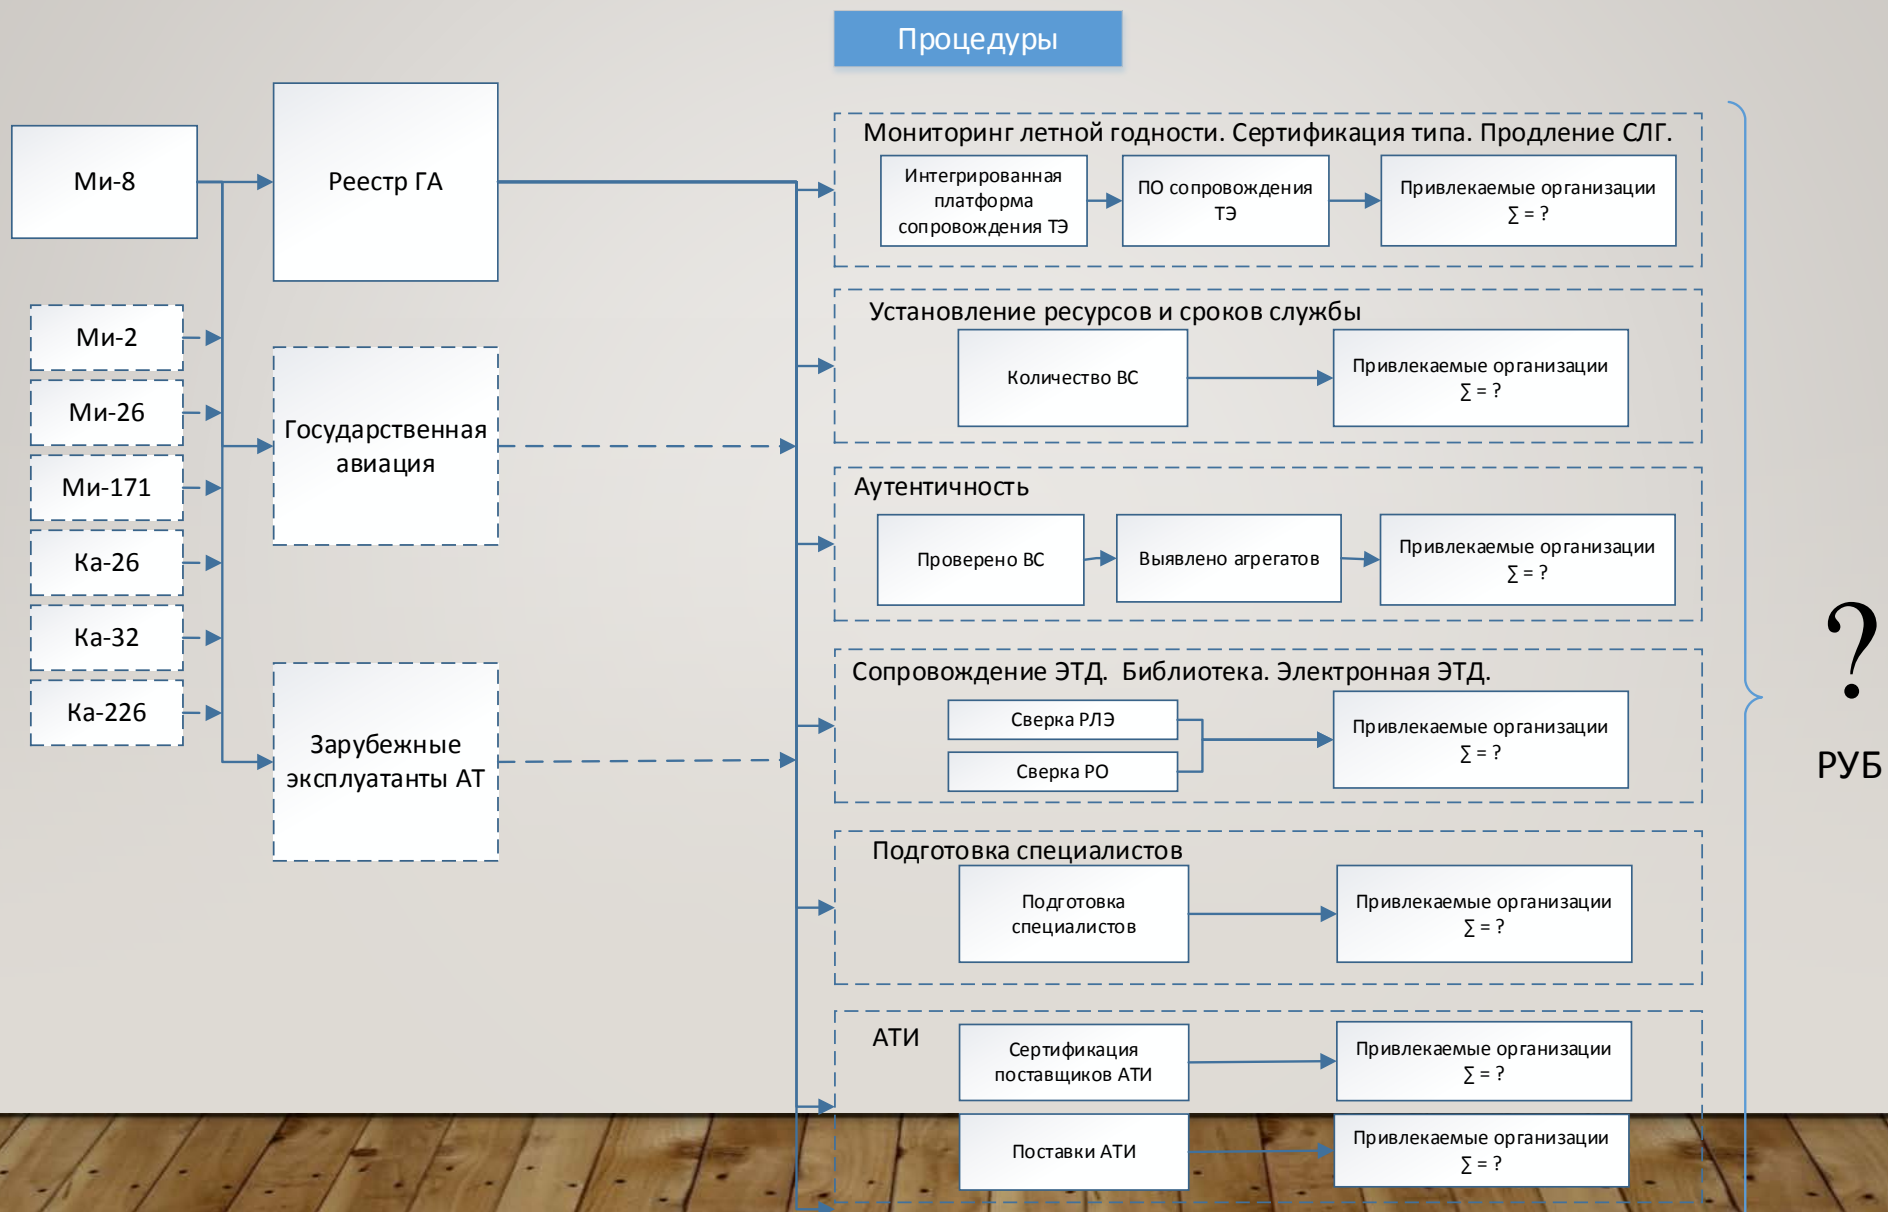 Процедуры
Ми-8
Ми-2
Ми-26
Ми-171
Ка-26
Ка-32
Ка-226
Реестр ГА
Государственная
авиация
Зарубежные
эксплуатанты АТ
Мониторинг летной годности. Сертификация типа. Продление СЛГ.
Интегрированная
платформа
сопровождения ТЭ
ПО сопровождения
ТЭ
Привлекаемые организации
∑ = ?
Установление ресурсов и сроков службы
Количество ВС
Привлекаемые организации
∑ = ?
Аутентичность
Проверено ВС
Выявлено агрегатов
Привлекаемые организации
∑ = ?
Сопровождение ЭТД. Библиотека. Электронная ЭТД.
Сверка РЛЭ
Сверка РО
Привлекаемые организации
∑ = ?
Подготовка специалистов
Подготовка
специалистов
Привлекаемые организации
∑ = ?
АТИ
Сертификация
поставщиков АТИ
Привлекаемые организации
∑ = ?
Поставки АТИ
Привлекаемые организации
∑ = ?
?
РУБ